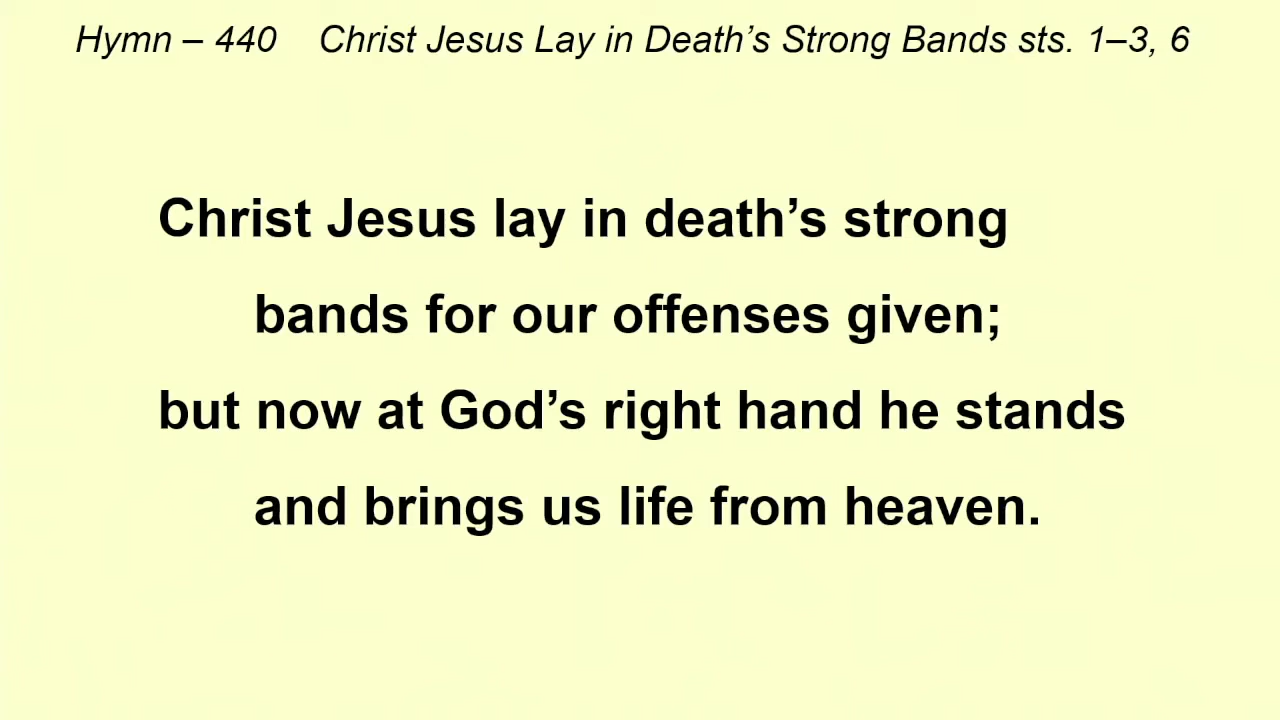 Hymn – 440    Christ Jesus Lay in Death’s Strong Bands sts. 1–3, 6
Christ Jesus lay in death’s strong
bands for our offenses given;
but now at God’s right hand he stands
and brings us life from heaven.